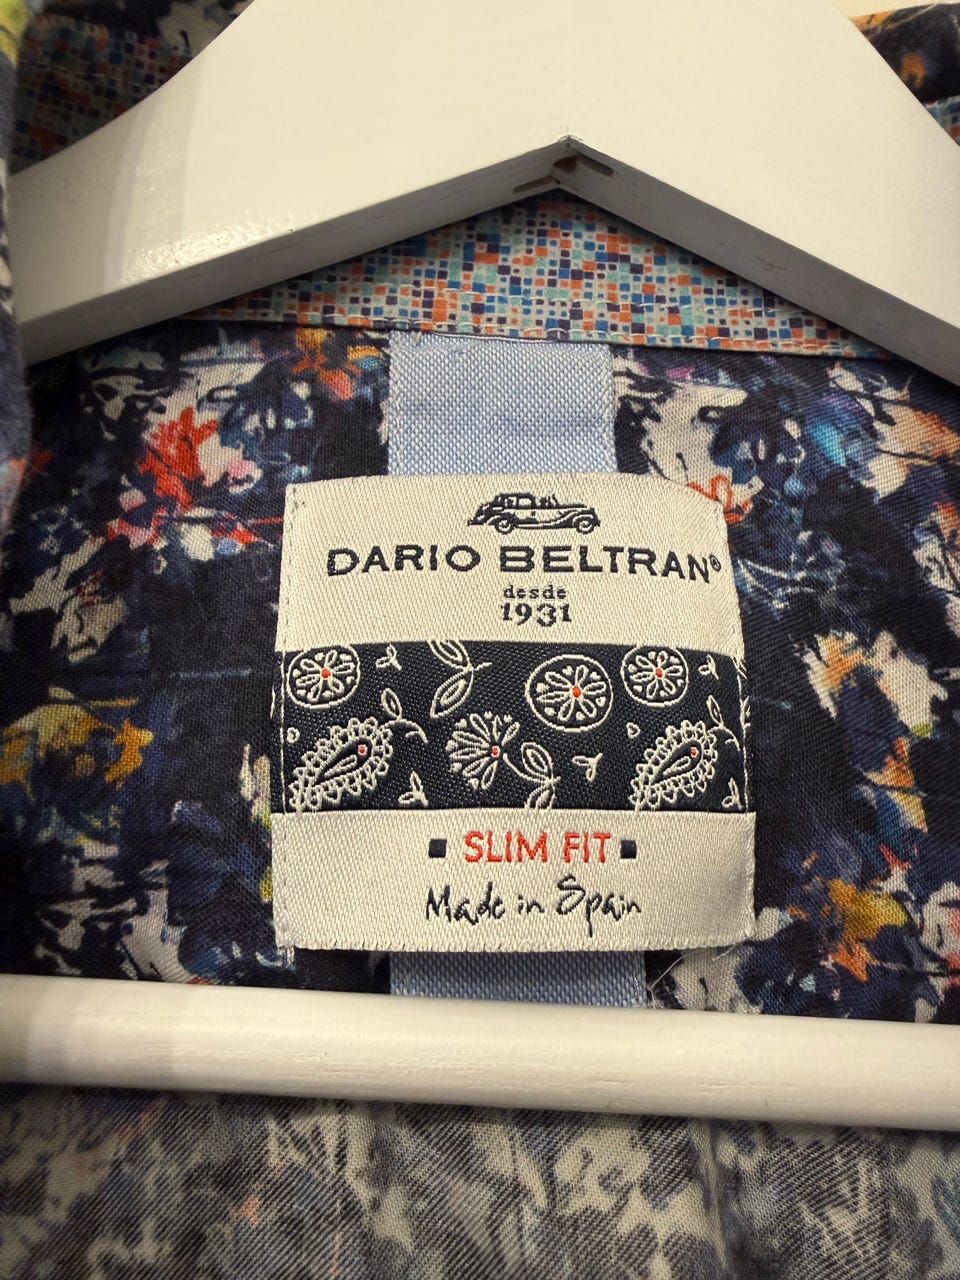 DARIO BELTRAN®
desde
1931
SLIM FIT
Made in Spain